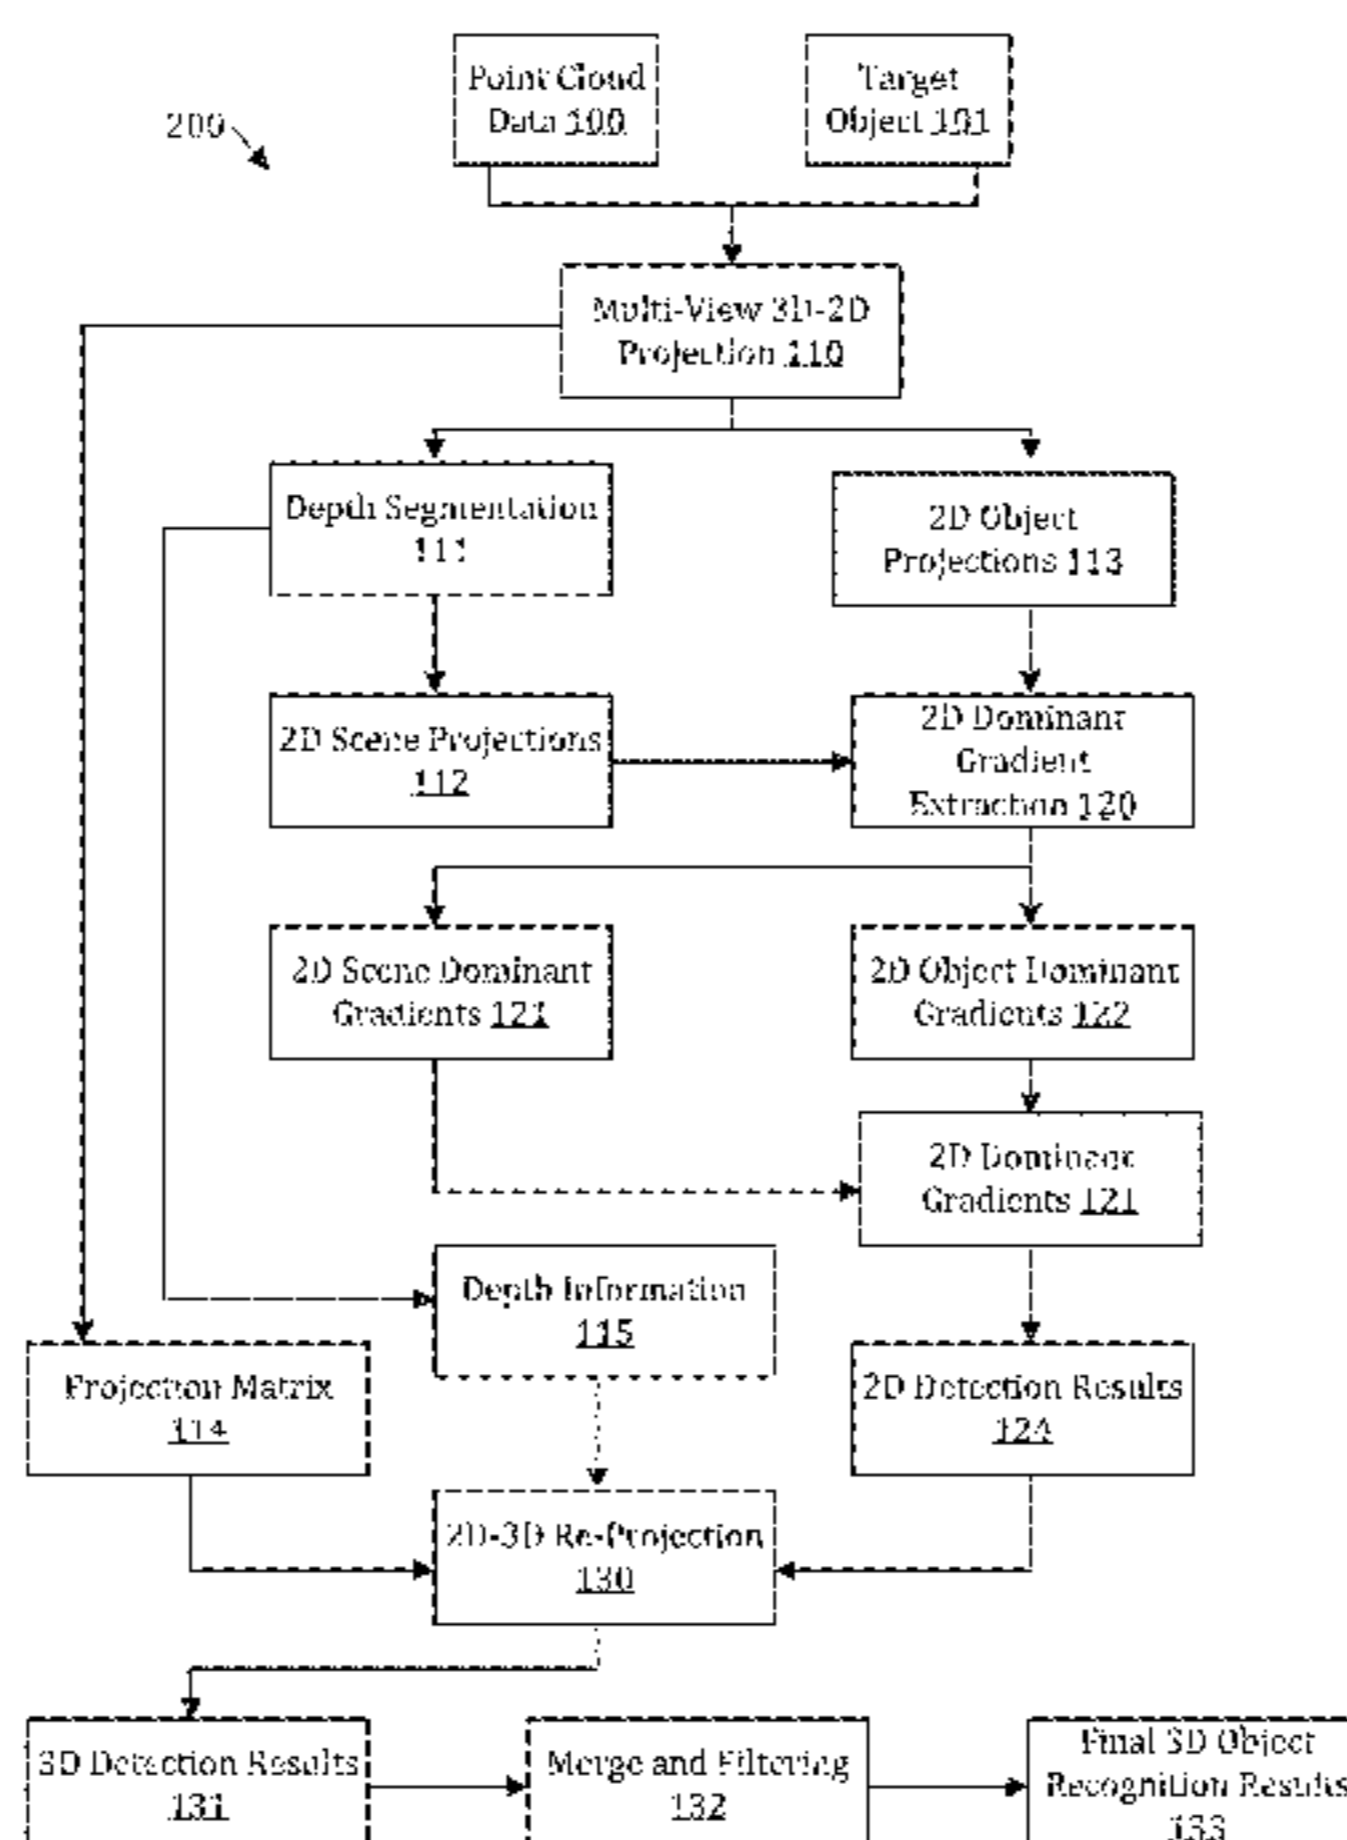 200
Point Cloud
Data 100
Target
Object 101
Multi-View 3D-2D
Projection 110
Depth Segmentation
111
2D Object
Projections 113
2D Scene Projections
112
2D Dominant
Gradient
Extraction 120
2D Scene Dominant
Gradients 121
2D Object Dominant
Gradients 122
2D Dominant
Gradients 121
Depth Information
115
Projection Matrix
114
2D Detection Results
124
2D-3D Re-Projection
130
3D Detection Results
131
Merge and Filtering
132
Final 3D Object
Recognition Results
133